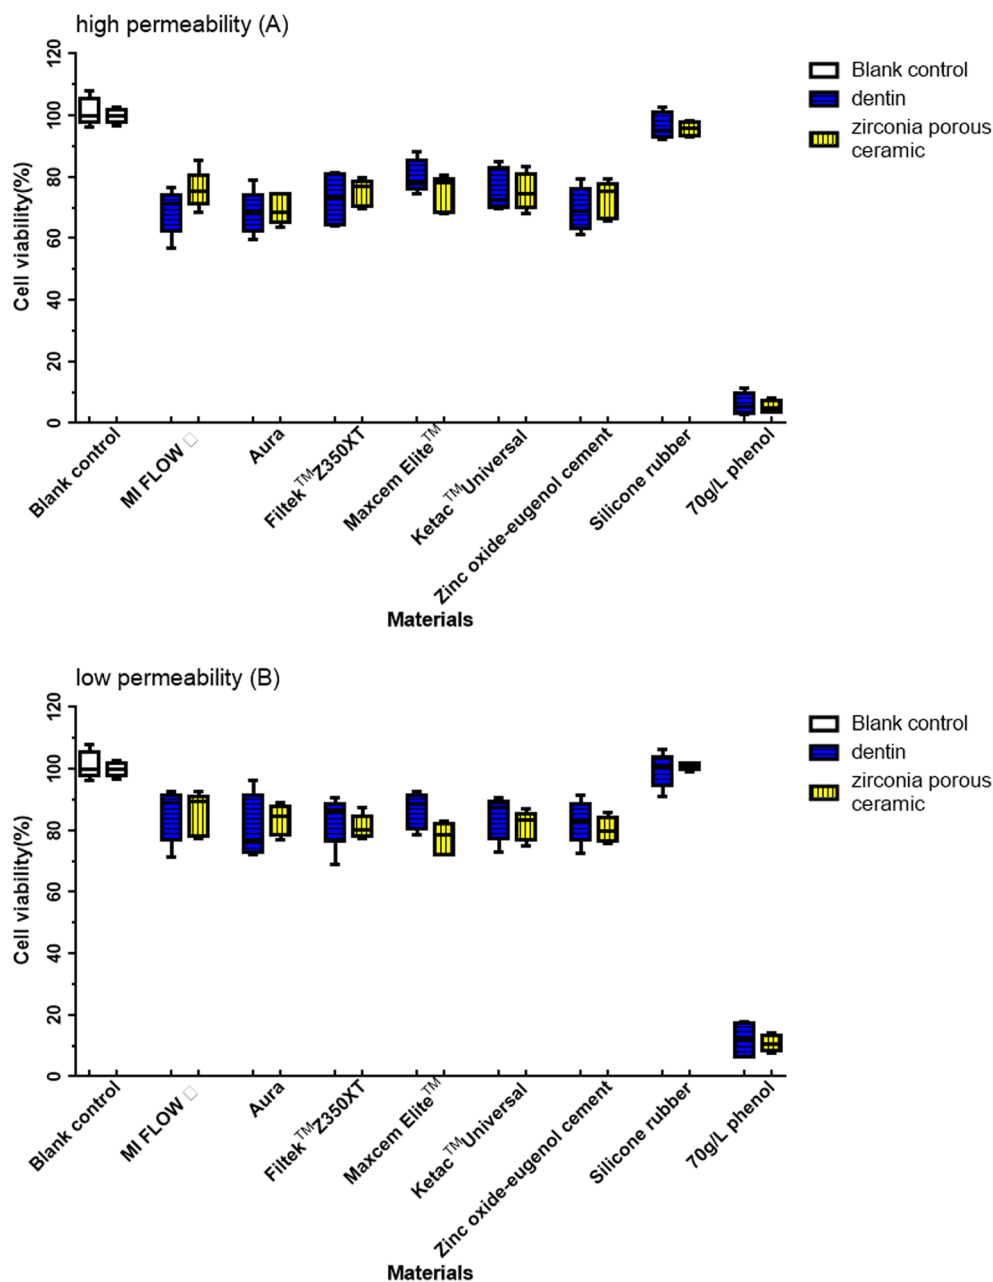 high permeability (A)
120
100
80
60
40
20
0
Cell viability(%)
Blank control
dentin
zirconia porous
ceramic
Blank control
MI FLOW □
Aura
Filtek™Z350XT
Maxcem Elite™
Ketac™Universal
Zinc oxide-eugenol cement
Silicone rubber
70g/L phenol
Materials
low permeability (B)
120
100
80
60
40
20
0
Cell viability(%)
Blank control
dentin
zirconia porous
ceramic
Blank control
MI FLOW □
Aura
Filtek™Z350XT
Maxcem Elite™
Ketac™Universal
Zinc oxide-eugenol cement
Silicone rubber
70g/L phenol
Materials